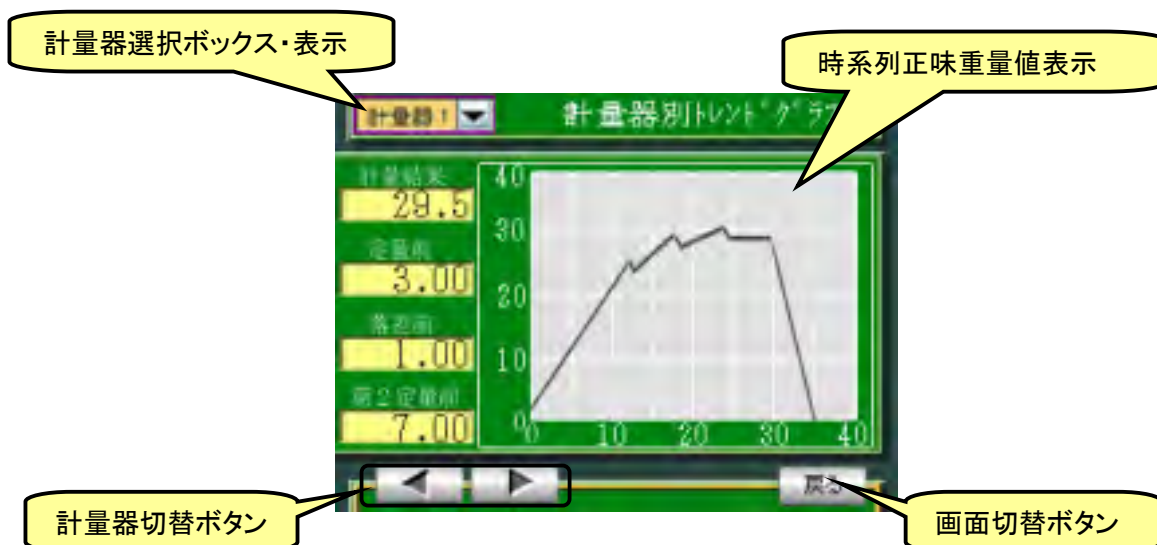 計量器選択ボックス・表示
時系列正味重量値表示
計量器1
計量器別トレンドグラフ
計量結果
29.5
定量前
3.00
落差前
1.00
第2定量前
7.00
40
30
20
10
0
0 10 20 30 40
戻る
計量器切替ボタン
画面切替ボタン